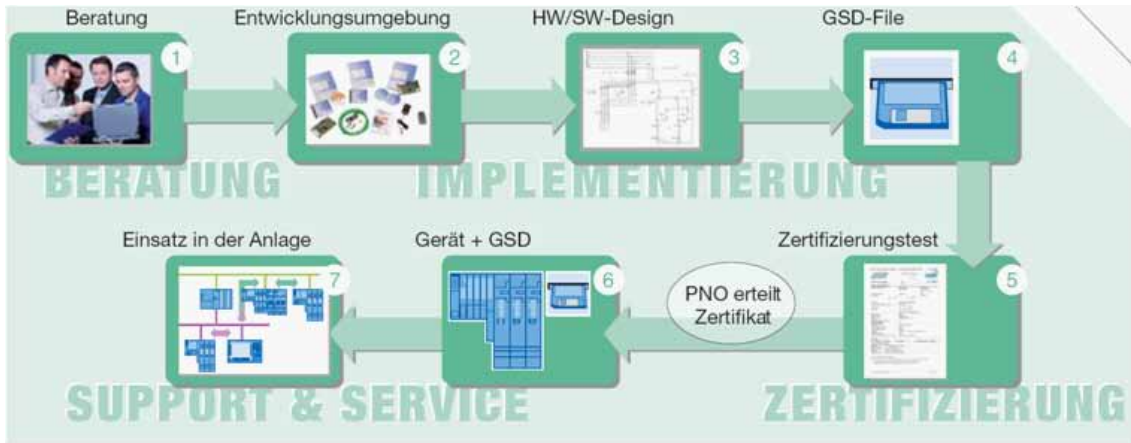 Beratung
1
Entwicklungsumgebung
2
HW/SW-Design
3
GSD-File
4
BERATUNG
IMPLEMENTIERUNG
Einsatz in der Anlage
7
Gerät + GSD
6
PNO erteilt
Zertifikat
Zertifizierungstest
5
SUPPORT & SERVICE
ZERTIFIZIERUNG